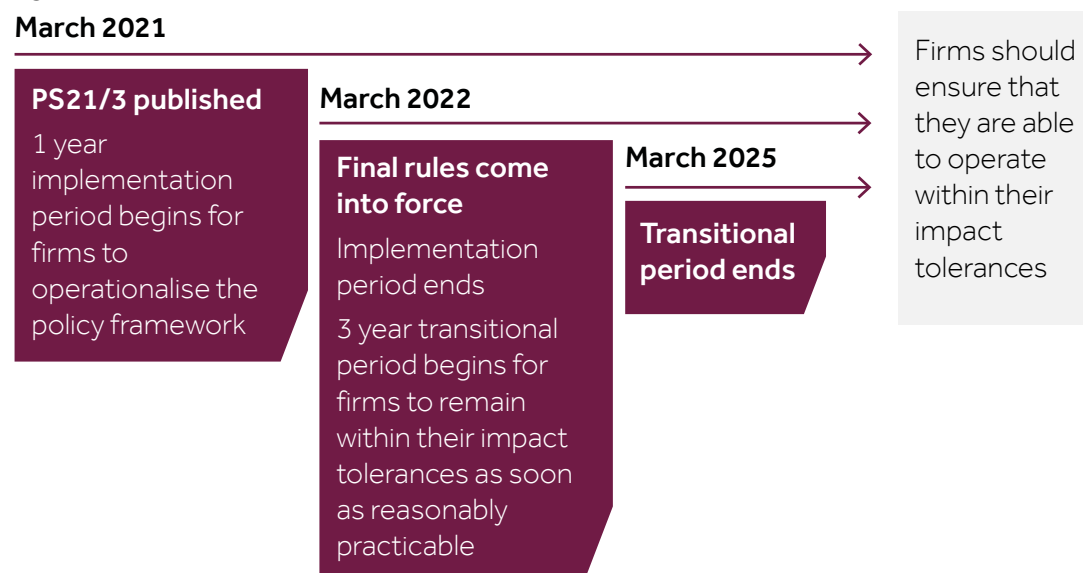 March 2021
PS21/3 published
1 year
implementation
period begins for
firms to
operationalise the
policy framework
March 2022
Final rules come
into force
Implementation
period ends
3 year transitional
period begins for
firms to remain
within their impact
tolerances as soon
as reasonably
practicable
March 2025
Transitional
period ends
Firms should
ensure that
they are able
to operate
within their
impact
tolerances